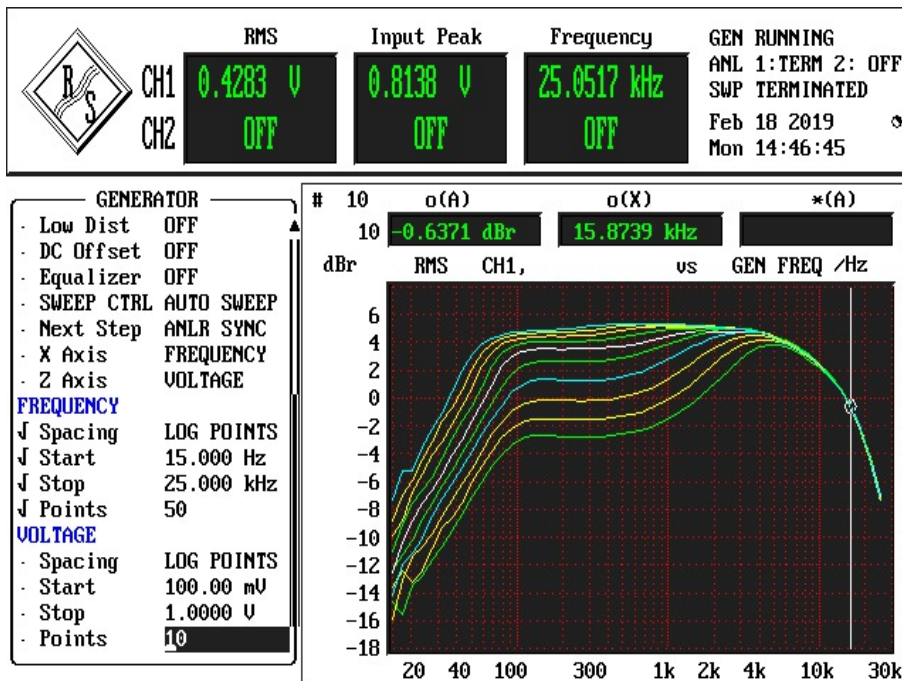 RMS Input Peak Frequency
CH1 0.4283 V 0.8138 V 25.0517 kHz
CH2 OFF OFF OFF
R S
GEN RUNNING
ANL 1:TERM 2: OFF
SWP TERMINATED
Feb 18 2019
Mon 14:46:45
GENERATOR
· Low Dist OFF
· DC Offset OFF
· Equalizer OFF
· SWEEP CTRL AUTO SWEEP
· Next Step ANLR SYNC
· X Axis FREQUENCY
· Z Axis VOLTAGE
FREQUENCY
√ Spacing LOG POINTS
√ Start 15.000 Hz
√ Stop 25.000 kHz
√ Points 50
VOLTAGE
· Spacing LOG POINTS
· Start 100.00 mV
· Stop 1.0000 V
· Points 10
# 10 o(A) o(X) *(A)
10 -0.6371 dBr 15.8739 kHz
dBr RMS CH1, vs GEN FREQ /Hz
6
4
2
0
-2
-4
-6
-8
-10
-12
-14
-16
-18
20 40 100 300 1k 2k 4k 10k 30k